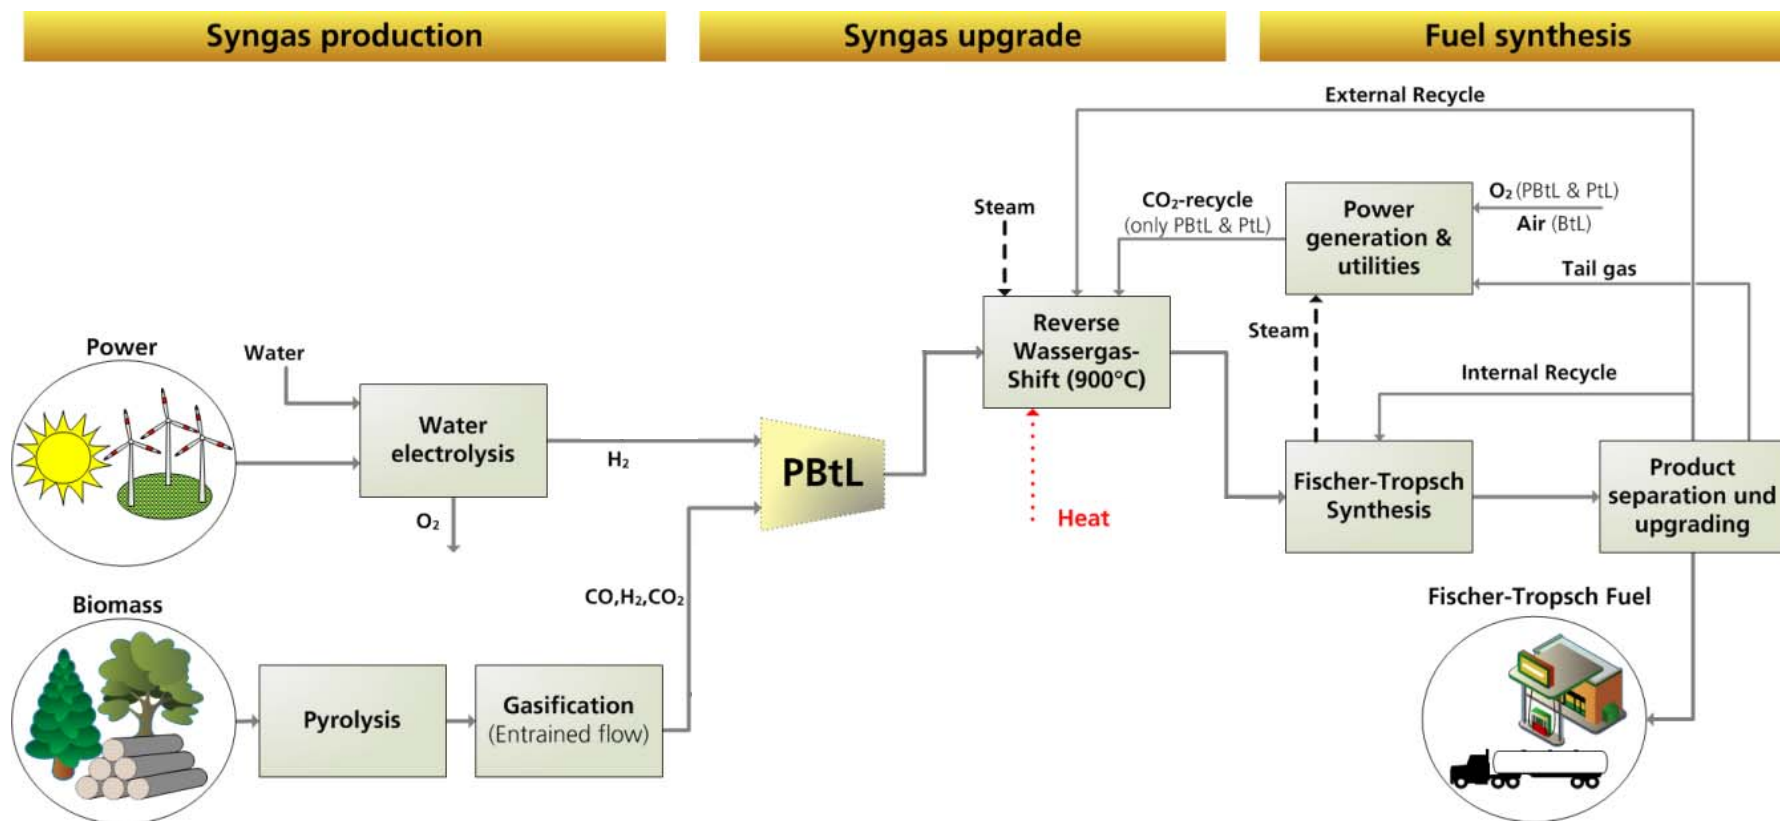 Syngas production
Syngas upgrade
Fuel synthesis
External Recycle
Steam
CO₂-recycle
(only PBtL & PtL)
Power
generation &
utilities
O₂ (PBtL & PtL)
Air (BtL)
Tail gas
Power
Water
Water
electrolysis
H₂
O₂
PBtL
Reverse
Wassergas-
Shift (900°C)
Heat
Steam
Internal Recycle
Fischer-Tropsch
Synthesis
Product
separation und
upgrading
Biomass
Pyrolysis
Gasification
(Entrained flow)
CO,H₂,CO₂
Fischer-Tropsch Fuel